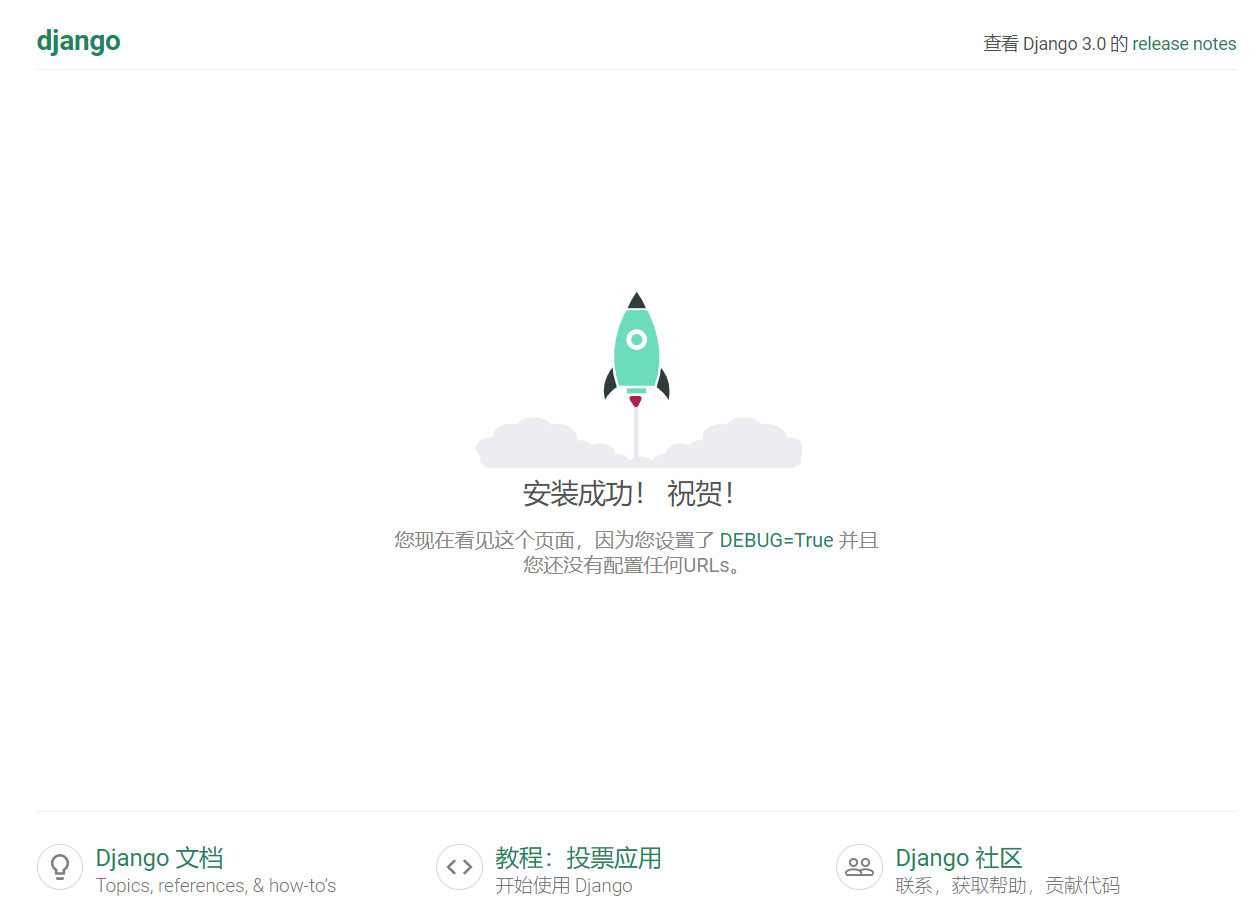 django
查看 Django 3.0 的 release notes
安装成功！ 祝贺！
您现在看见这个页面，因为您设置了 DEBUG=True 并且
您还没有配置任何URLs。
Django 文档
Topics, references, & how-to’s
教程：投票应用
开始使用 Django
Django 社区
联系，获取帮助，贡献代码